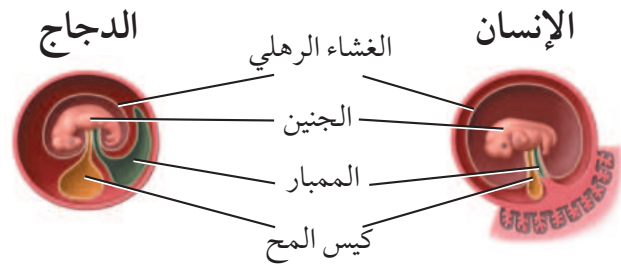 الإنسان
الدجاج
الغشاء الرهلي
الجنين
الممبار
كيس المح